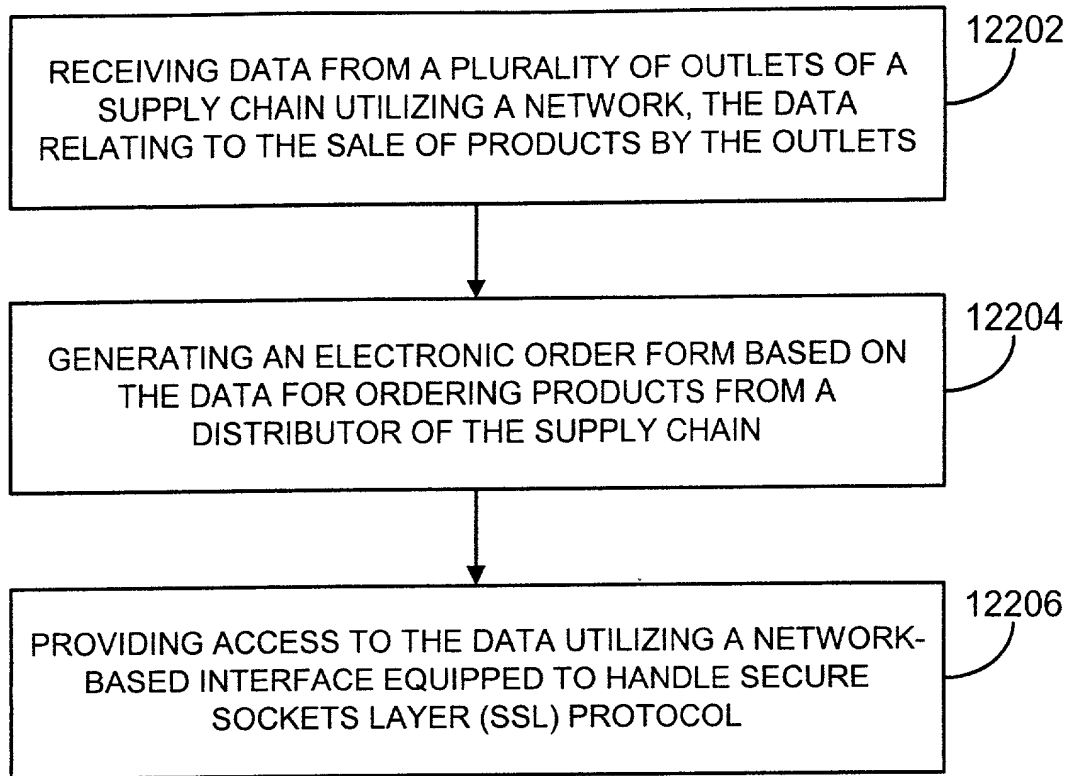 12202
RECEIVING DATA FROM A PLURALITY OF OUTLETS OF A
SUPPLY CHAIN UTILIZING A NETWORK, THE DATA
RELATING TO THE SALE OF PRODUCTS BY THE OUTLETS
12204
GENERATING AN ELECTRONIC ORDER FORM BASED ON
THE DATA FOR ORDERING PRODUCTS FROM A
DISTRIBUTOR OF THE SUPPLY CHAIN
12206
PROVIDING ACCESS TO THE DATA UTILIZING A NETWORK-
BASED INTERFACE EQUIPPED TO HANDLE SECURE
SOCKETS LAYER (SSL) PROTOCOL